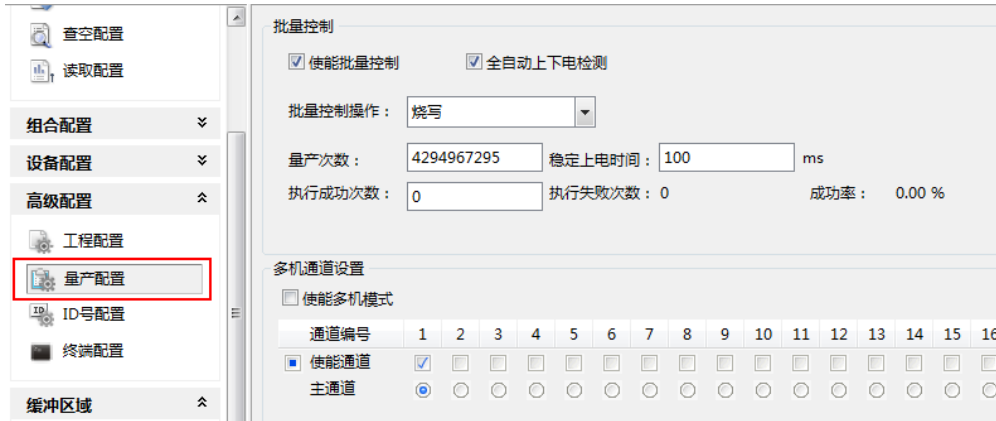 查空配置
读取配置
组合配置
设备配置
高级配置
工程配置
量产配置
ID号配置
终端配置
缓冲区域
批量控制
使能批量控制 全自动上下电检测
批量控制操作： 烧写
量产次数： 4294967295 稳定上电时间： 100 ms
执行成功次数： 0 执行失败次数： 0 成功率： 0.00 %
多机通道设置
使能多机模式
通道编号 1 2 3 4 5 6 7 8 9 10 11 12 13 14 15 16
使能通道
主通道